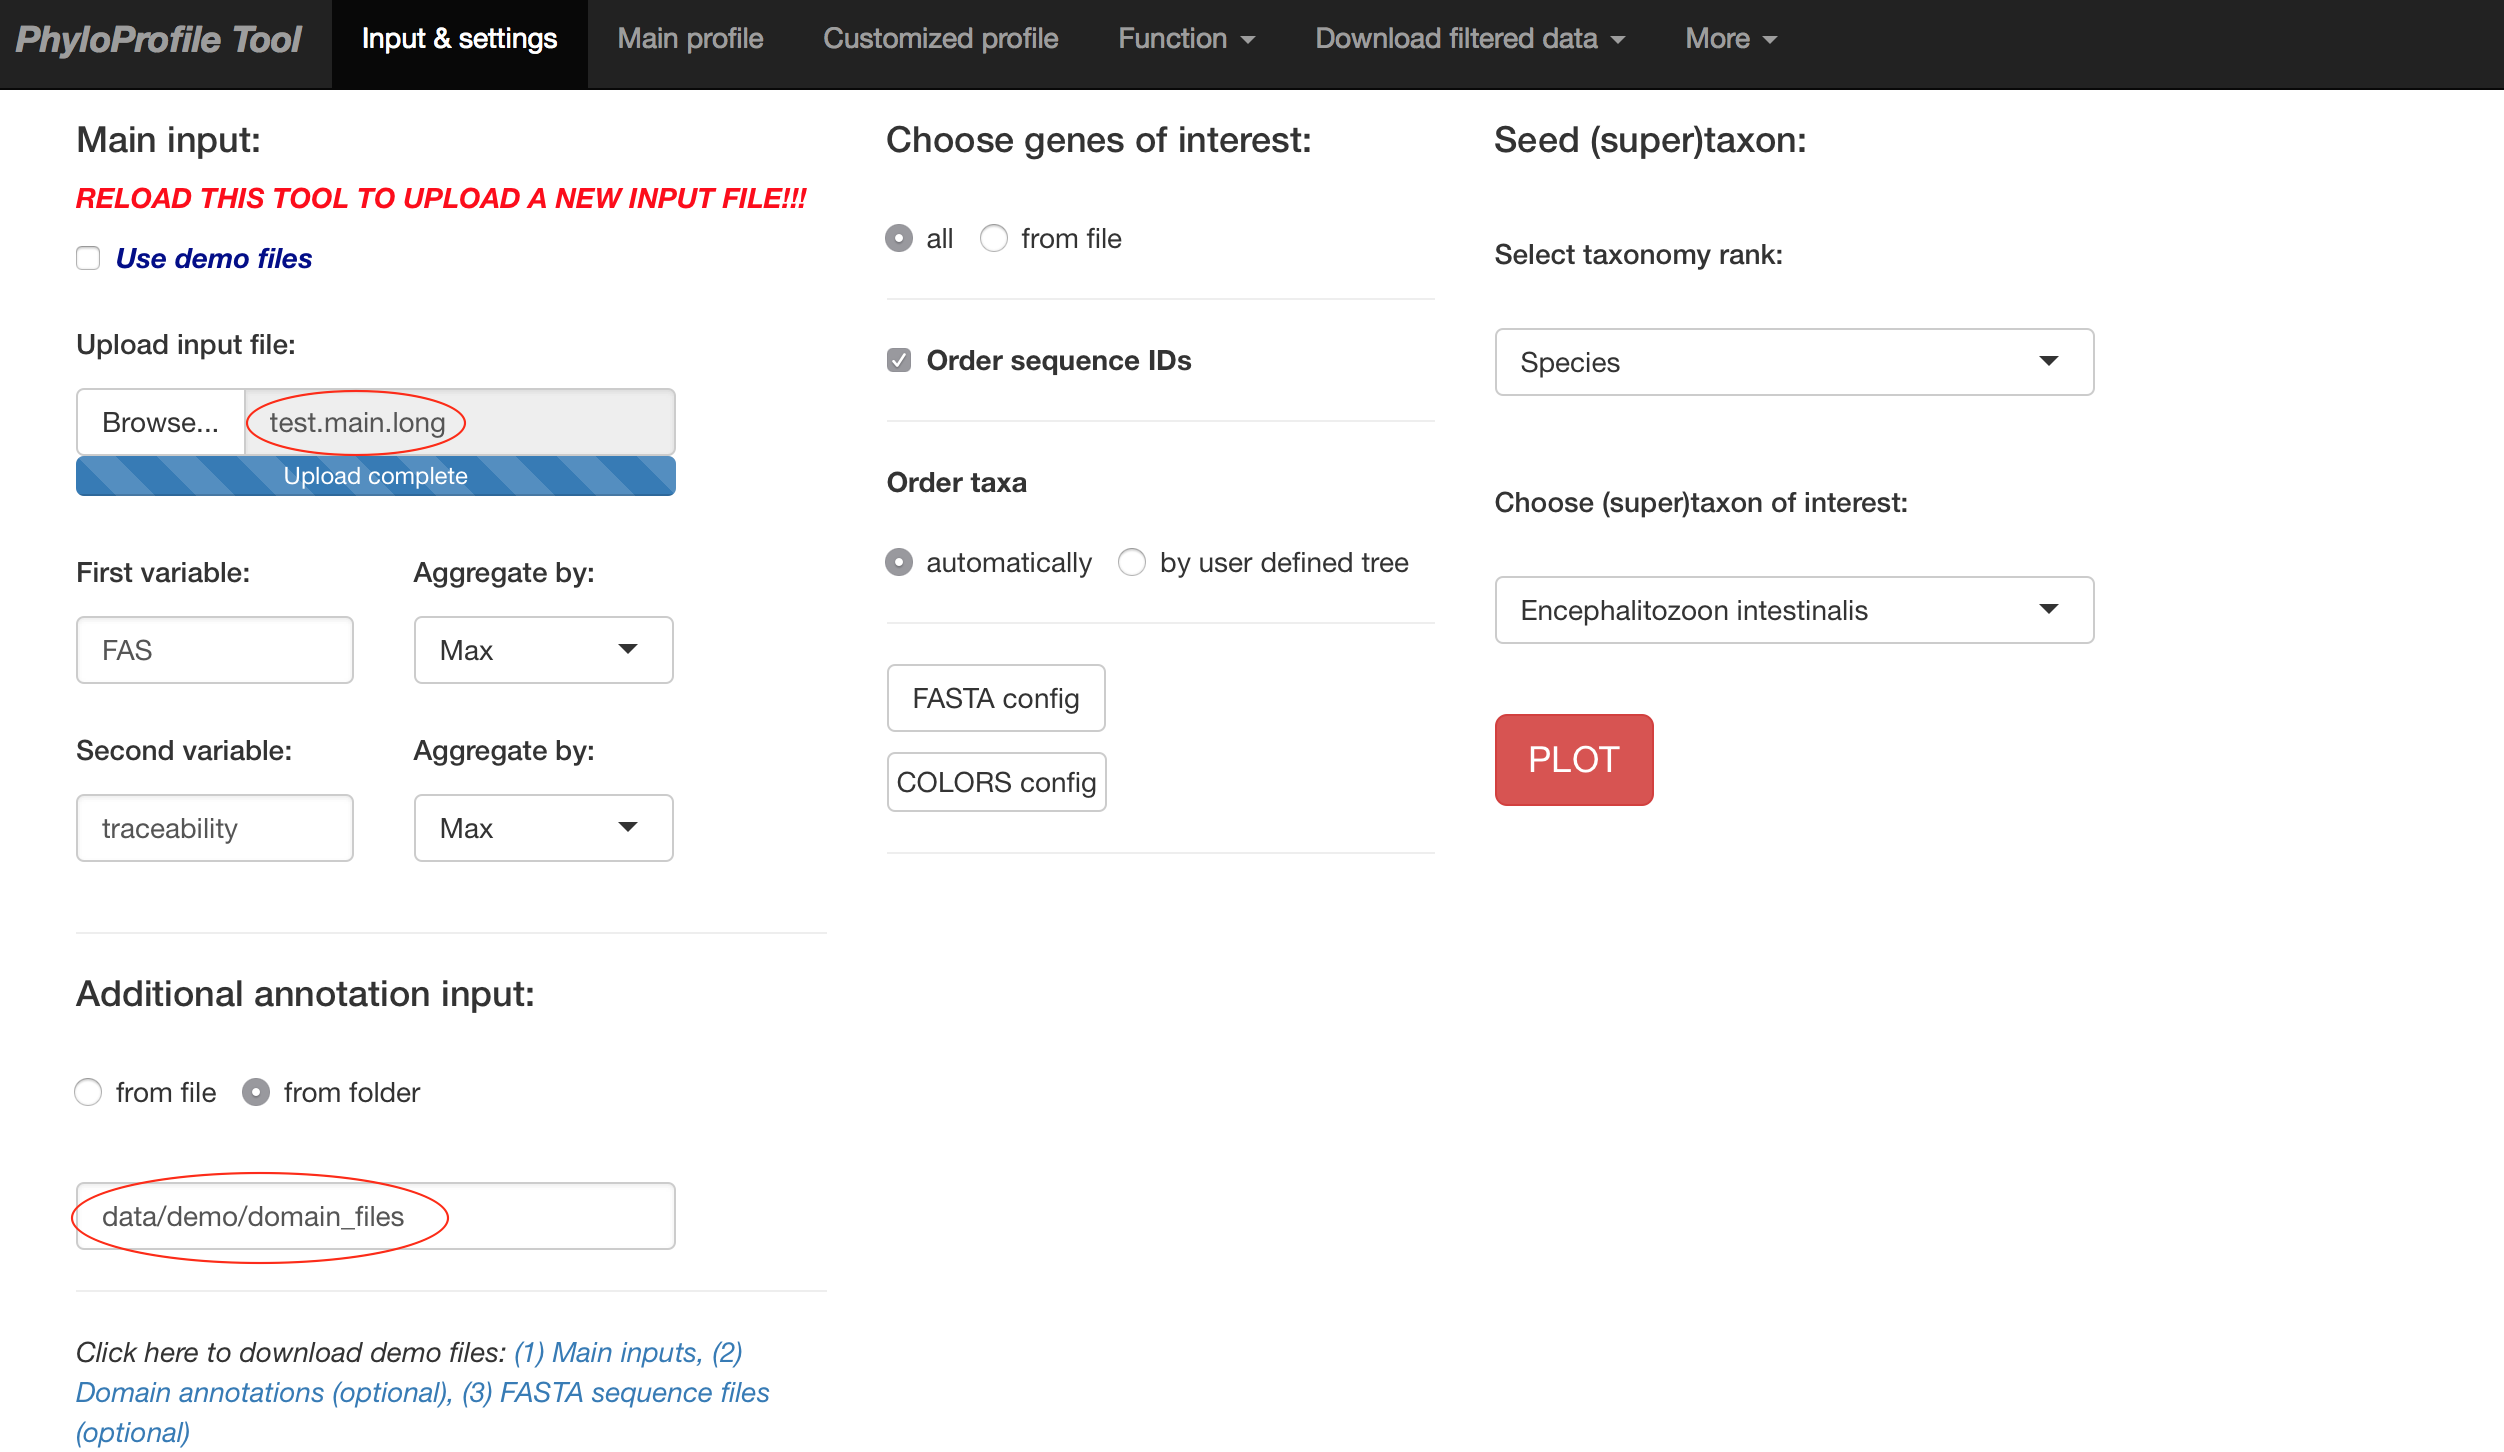 PhyloProfile Tool
Input & settings
Main profile
Customized profile
Function
Download filtered data
More
Main input:
RELOAD THIS TOOL TO UPLOAD A NEW INPUT FILE!!!
Use demo files
Upload input file:
Browse... test.main.long
Upload complete
First variable: Aggregate by:
FAS Max
Second variable: Aggregate by:
traceability Max
Additional annotation input:
from file from folder
data/demo/domain_files
Click here to download demo files: (1) Main inputs, (2)
Domain annotations (optional), (3) FASTA sequence files
(optional)
Choose genes of interest:
all from file
Order sequence IDs
Order taxa
automatically by user defined tree
FASTA config
COLORS config
Seed (super)taxon:
Select taxonomy rank:
Species
Choose (super)taxon of interest:
Encephalitozoon intestinalis
PLOT